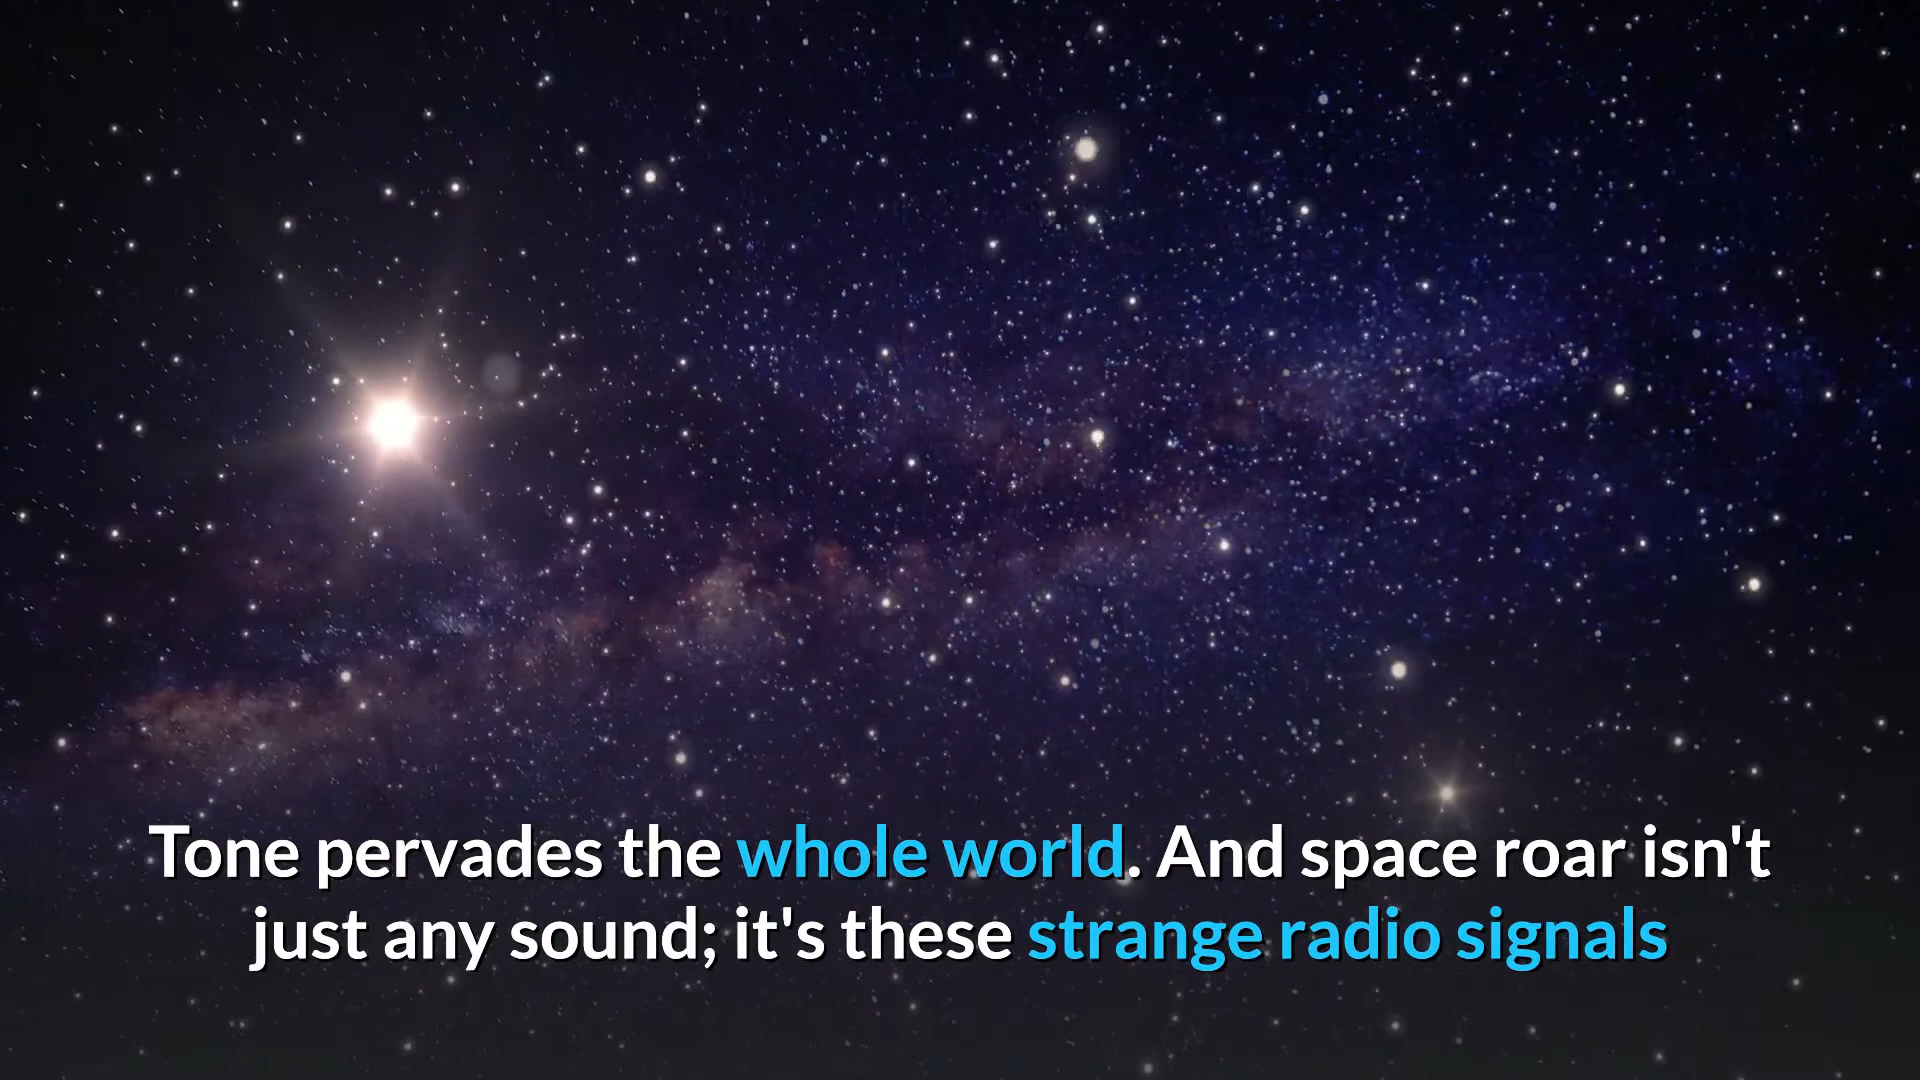 Tone pervades the whole world. And space roar isn't
just any sound; it's these strange radio signals